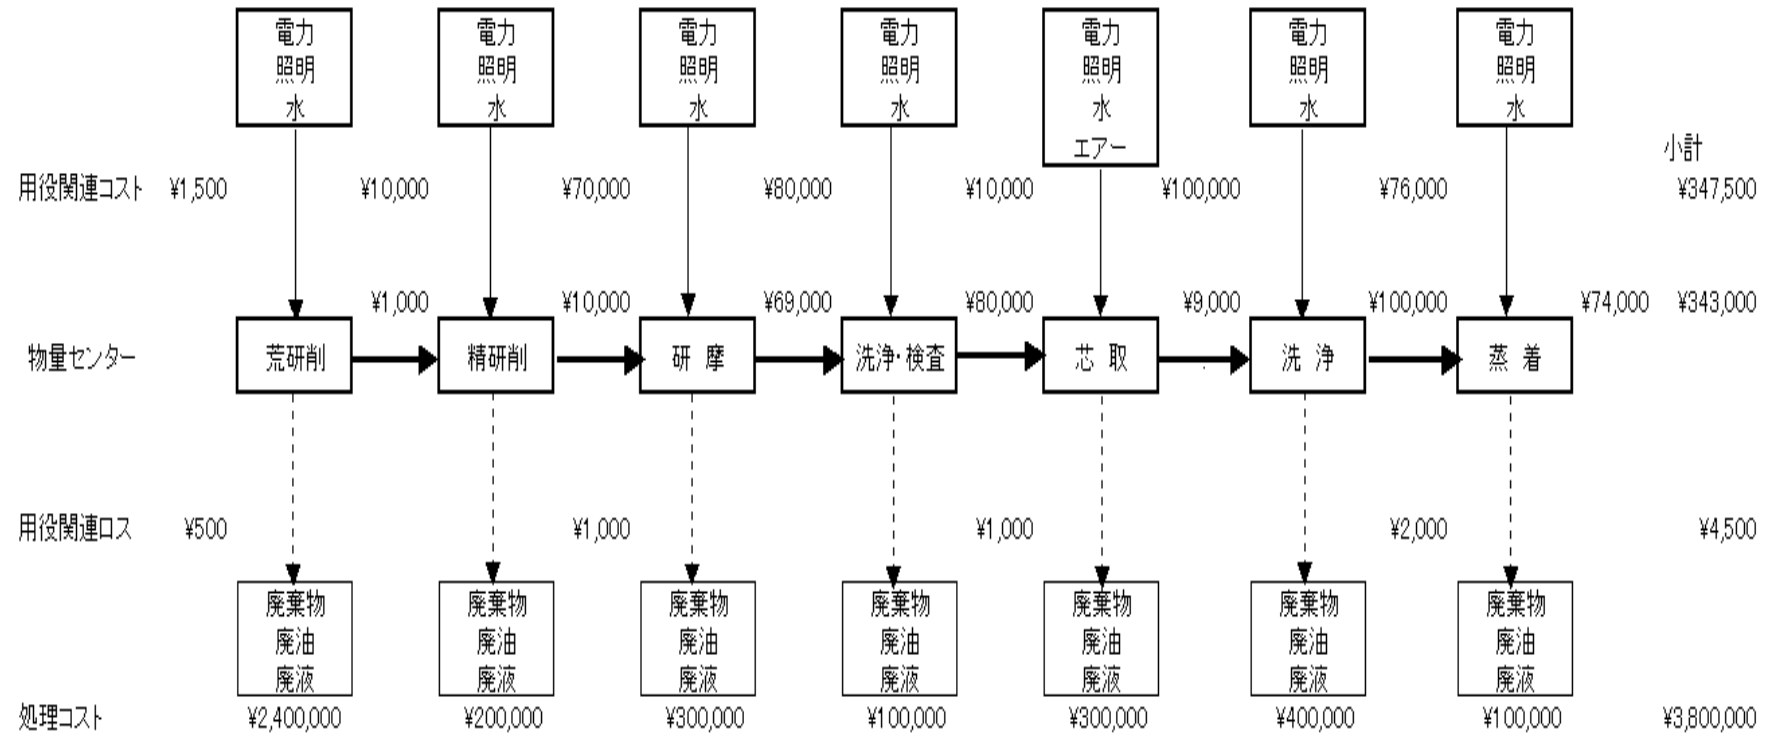 電力 電力 電力 電力 電力 電力 電力
照明 照明 照明 照明 照明 照明 照明
水 水 水 水 水 水 水
エアー 小計
用役関連コスト ¥1,500 ¥10,000 ¥70,000 ¥80,000 ¥10,000 ¥100,000 ¥76,000 ¥347,500
¥1,000 ¥10,000 ¥69,000 ¥80,000 ¥9,000 ¥100,000 ¥74,000 ¥343,000
物量センター 荒研削 精研削 研 摩 洗浄・検査 芯 取 洗 浄 蒸 着
用役関連ロス ¥500 ¥1,000 ¥1,000 ¥2,000 ¥4,500
廃棄物 廃棄物 廃棄物 廃棄物 廃棄物 廃棄物 廃棄物
廃油 廃油 廃油 廃油 廃油 廃油 廃油
廃液 廃液 廃液 廃液 廃液 廃液 廃液
処理コスト ¥2,400,000 ¥200,000 ¥300,000 ¥100,000 ¥300,000 ¥400,000 ¥100,000 ¥3,800,000